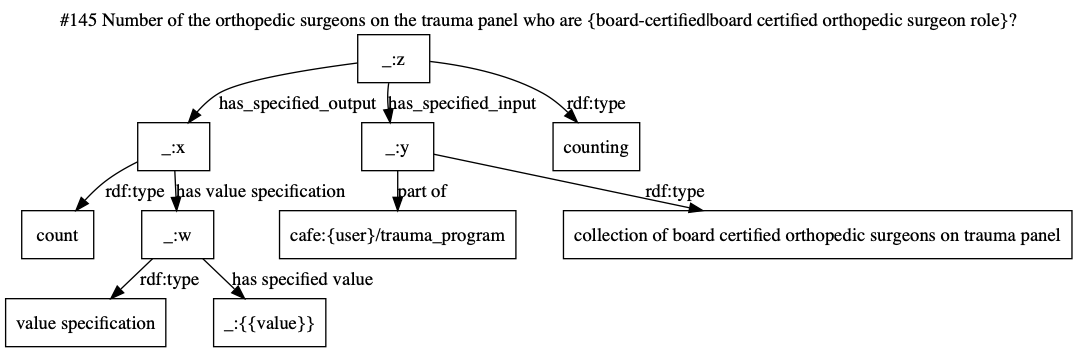 #145 Number of the orthopedic surgeons on the trauma panel who are {board-certified|board certified orthopedic surgeon role}?
_:z
has_specified_output
has_specified_input
rdf:type
_:x
_:y
counting
rdf:type
has value specification
part of
rdf:type
count
_:w
cafe:{user}/trauma_program
collection of board certified orthopedic surgeons on trauma panel
rdf:type
has specified value
value specification
_:{{value}}